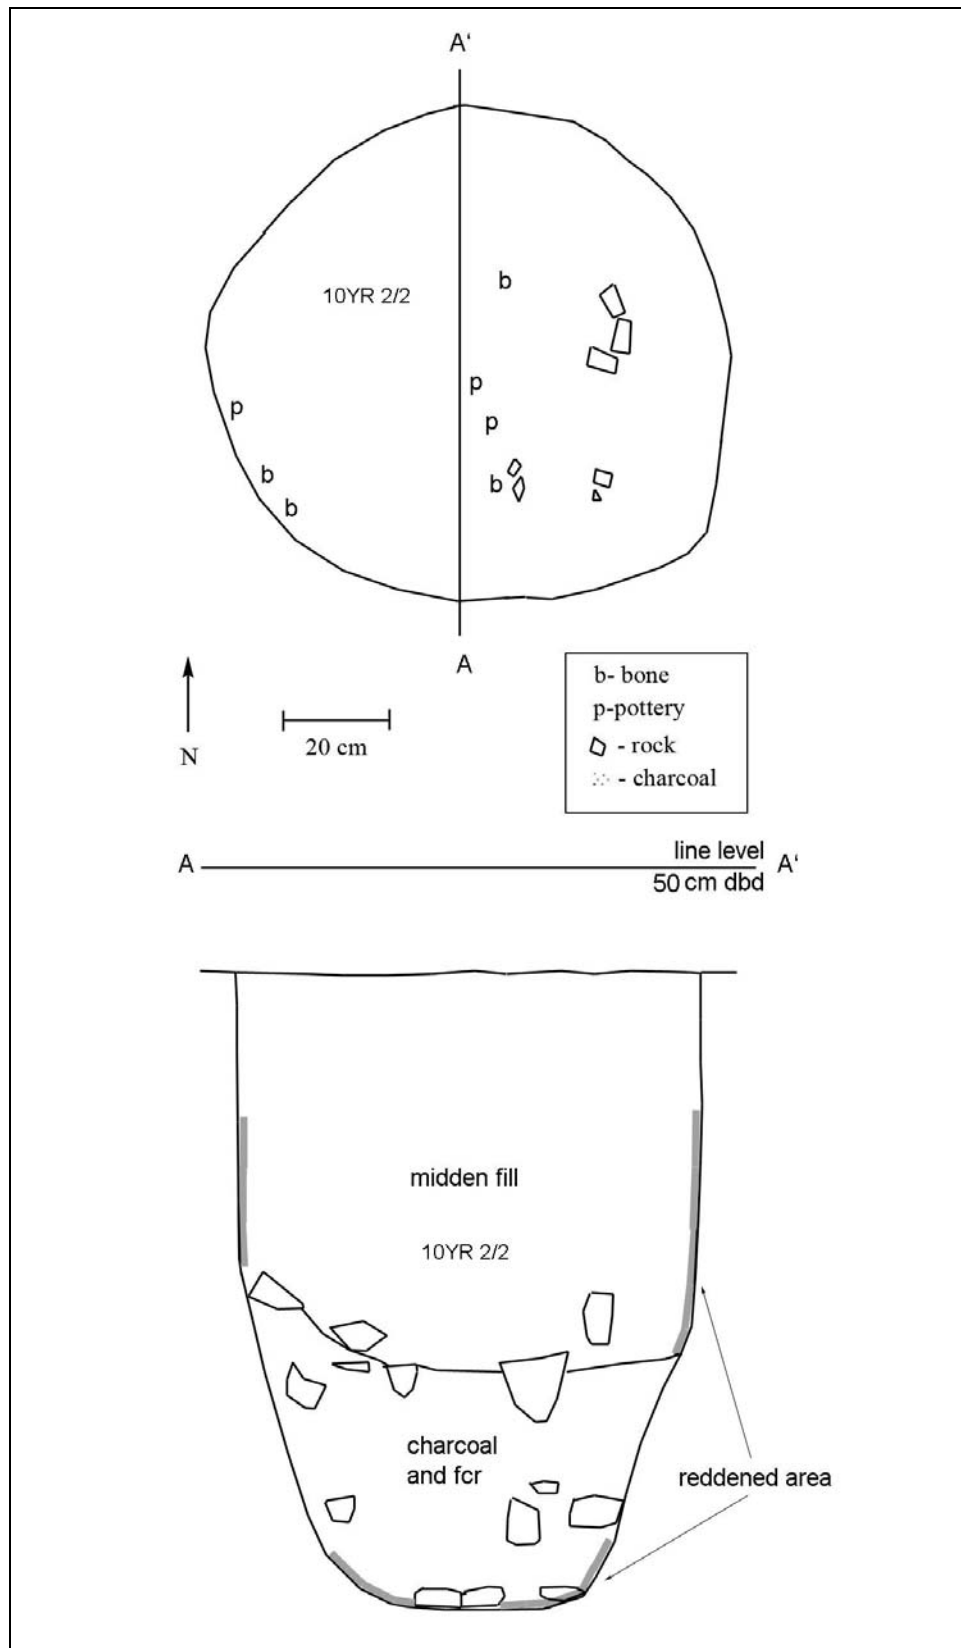 A'
10YR 2/2
b
p
p
p
b
b
b
A
N
20 cm
b- bone
p-pottery
- rock
- charcoal
line level
A
A'
50 cm dbd
midden fill
10YR 2/2
charcoal
and fcr
reddened area